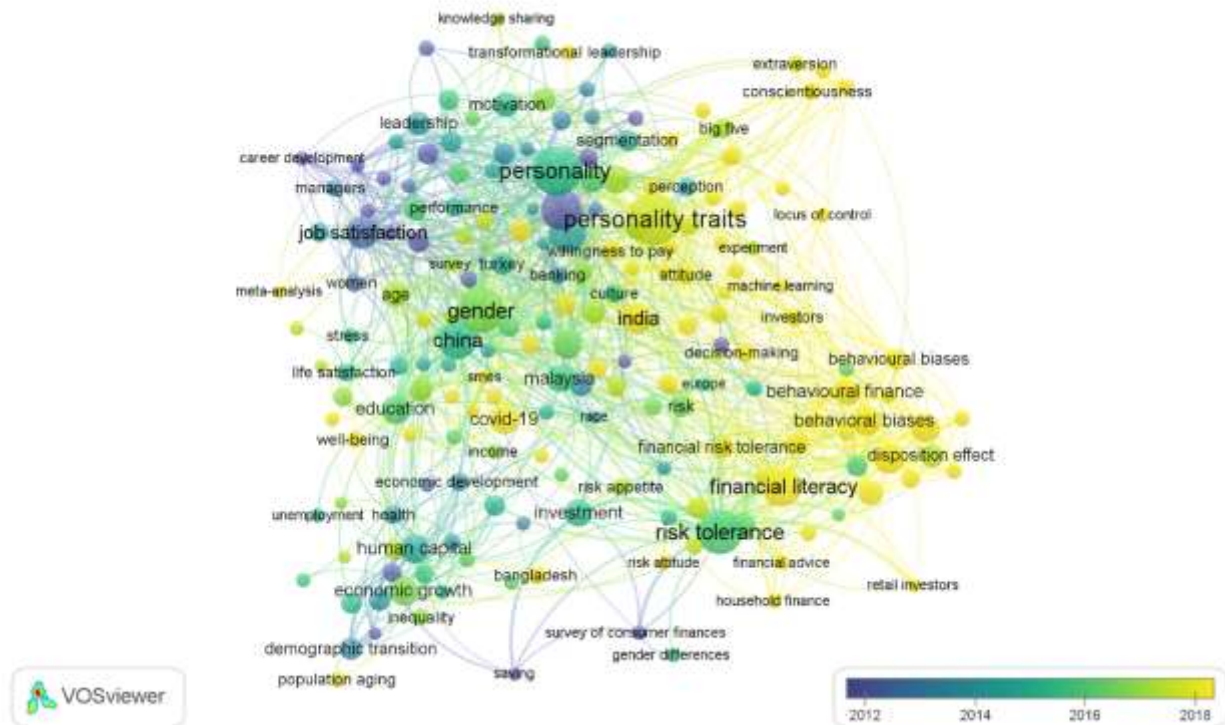 knowledge sharing
transformational leadership
extraversion
conscientiousness
motivation
leadership
big five
segmentation
career development
personality
managers
perception
performance
personality traits
locus of control
job satisfaction
willingness to pay
experiment
survey turkey
banking
attitude
women
machine learning
meta-analysis
age
culture
gender
india
investors
stress
china
decision-making
behavioural biases
life satisfaction
smes
malaysia
europe
behavioural finance
education
covid-19
race
risk
behavioral biases
well-being
financial risk tolerance
income
disposition effect
economic development
risk appetite
financial literacy
unemployment
health
investment
risk tolerance
human capital
risk attitude
financial advice
bangladesh
retail investors
economic growth
household finance
inequality
survey of consumer finances
demographic transition
gender differences
saving
population aging
VOSviewer
2012
2014
2016
2018